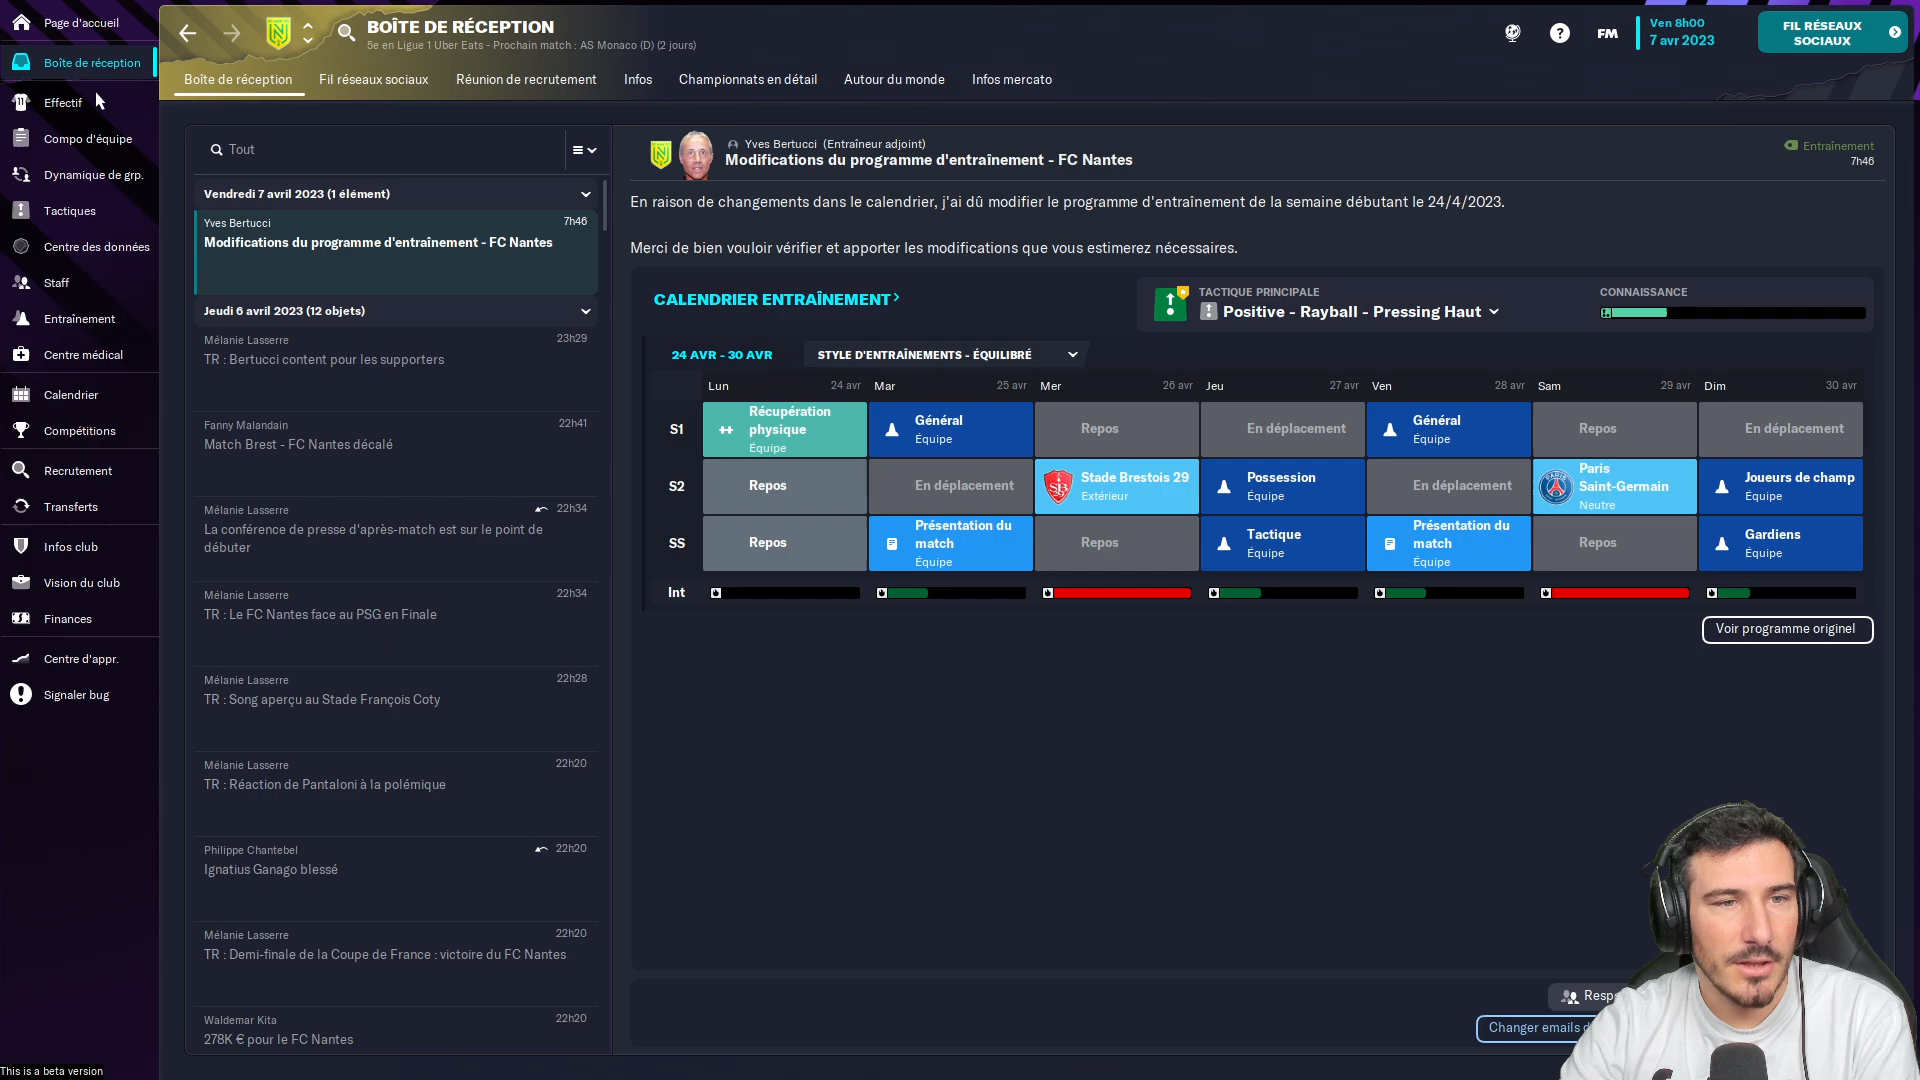 Page d'accueil
Boîte de réception
Effectif
Compo d'équipe
Dynamique de grp.
Tactiques
Centre des données
Staff
Entraînement
Centre médical
Calendrier
Compétitions
Recrutement
Transferts
Infos club
Vision du club
Finances
Centre d'appr.
Signaler bug
This is a beta version
BOÎTE DE RÉCEPTION
5e en Ligue 1 Uber Eats - Prochain match : AS Monaco (D) (2 jours)
FM
Ven 8h00
7 avr 2023
FIL RÉSEAUX
SOCIAUX
Boîte de réception
Fil réseaux sociaux
Réunion de recrutement
Infos
Championnats en détail
Autour du monde
Infos mercato
Tout
Vendredi 7 avril 2023 (1 élément)
Yves Bertucci 7h46
Modifications du programme d'entraînement - FC Nantes
Jeudi 6 avril 2023 (12 objets)
Mélanie Lasserre 23h29
TR : Bertucci content pour les supporters
Fanny Malandain 22h41
Match Brest - FC Nantes décalé
Mélanie Lasserre 22h34
La conférence de presse d'après-match est sur le point de
débuter
Mélanie Lasserre 22h34
TR : Le FC Nantes face au PSG en Finale
Mélanie Lasserre 22h28
TR : Song aperçu au Stade François Coty
Mélanie Lasserre 22h20
TR : Réaction de Pantaloni à la polémique
Philippe Chantebel 22h20
Ignatius Ganago blessé
Mélanie Lasserre 22h20
TR : Demi-finale de la Coupe de France : victoire du FC Nantes
Waldemar Kita 22h20
278K € pour le FC Nantes
Yves Bertucci (Entraîneur adjoint)
Modifications du programme d'entraînement - FC Nantes
Entraînement
7h46
En raison de changements dans le calendrier, j'ai dû modifier le programme d'entraînement de la semaine débutant le 24/4/2023.
Merci de bien vouloir vérifier et apporter les modifications que vous estimerez nécessaires.
CALENDRIER ENTRAÎNEMENT
TACTIQUE PRINCIPALE
Positive - Rayball - Pressing Haut
CONNAISSANCE
24 AVR - 30 AVR
STYLE D'ENTRAÎNEMENTS - ÉQUILIBRÉ
Lun 24 avr Mar 25 avr Mer 26 avr Jeu 27 avr Ven 28 avr Sam 29 avr Dim 30 avr
S1
Récupération
physique
Équipe
Général
Équipe
Repos
En déplacement
Général
Équipe
Repos
En déplacement
S2
Repos
En déplacement
Stade Brestois 29
Extérieur
Possession
Équipe
En déplacement
Paris
Saint-Germain
Neutre
Joueurs de champ
Équipe
SS
Repos
Présentation du
match
Équipe
Repos
Tactique
Équipe
Présentation du
match
Équipe
Repos
Gardiens
Équipe
Int
Voir programme originel
Resp
Changer emails d